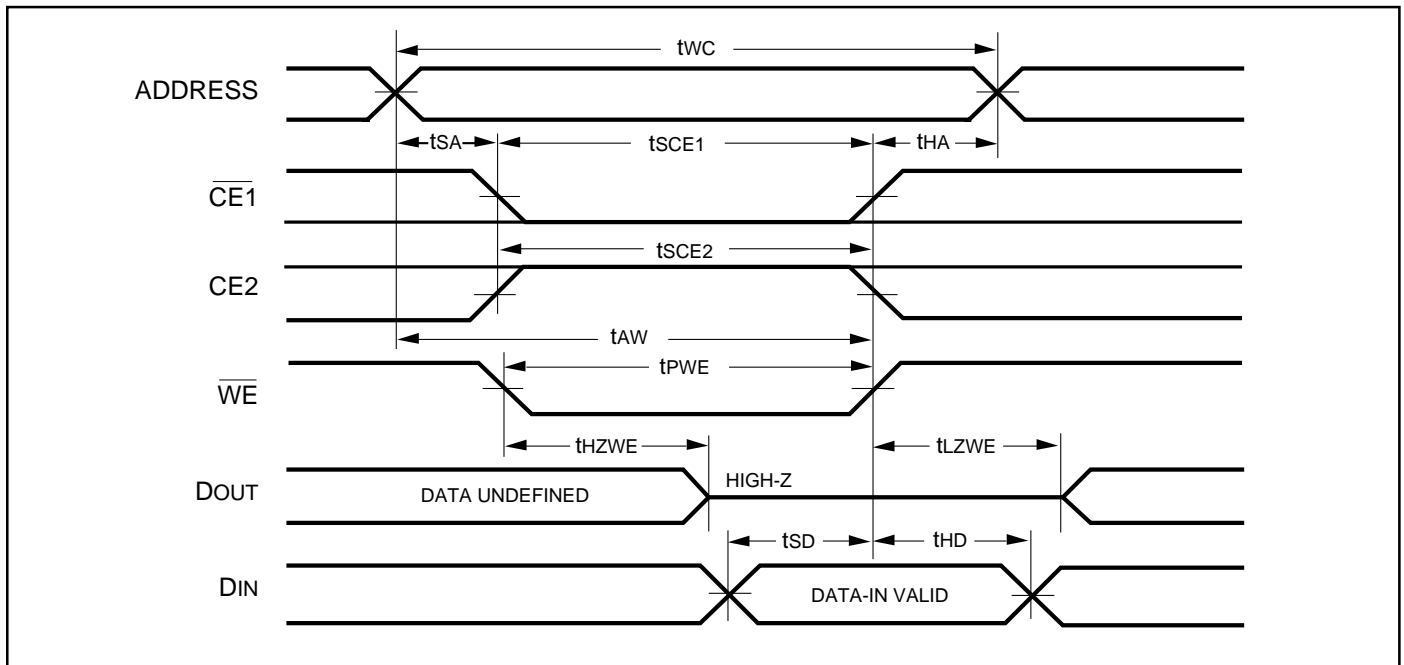 tWC
ADDRESS
tSA
tSCE1
tHA
CE1
tSCE2
CE2
tAW
tPWE
WE
tHZWE
tLZWE
DOUT
DATA UNDEFINED
HIGH-Z
tSD
tHD
DIN
DATA-IN VALID